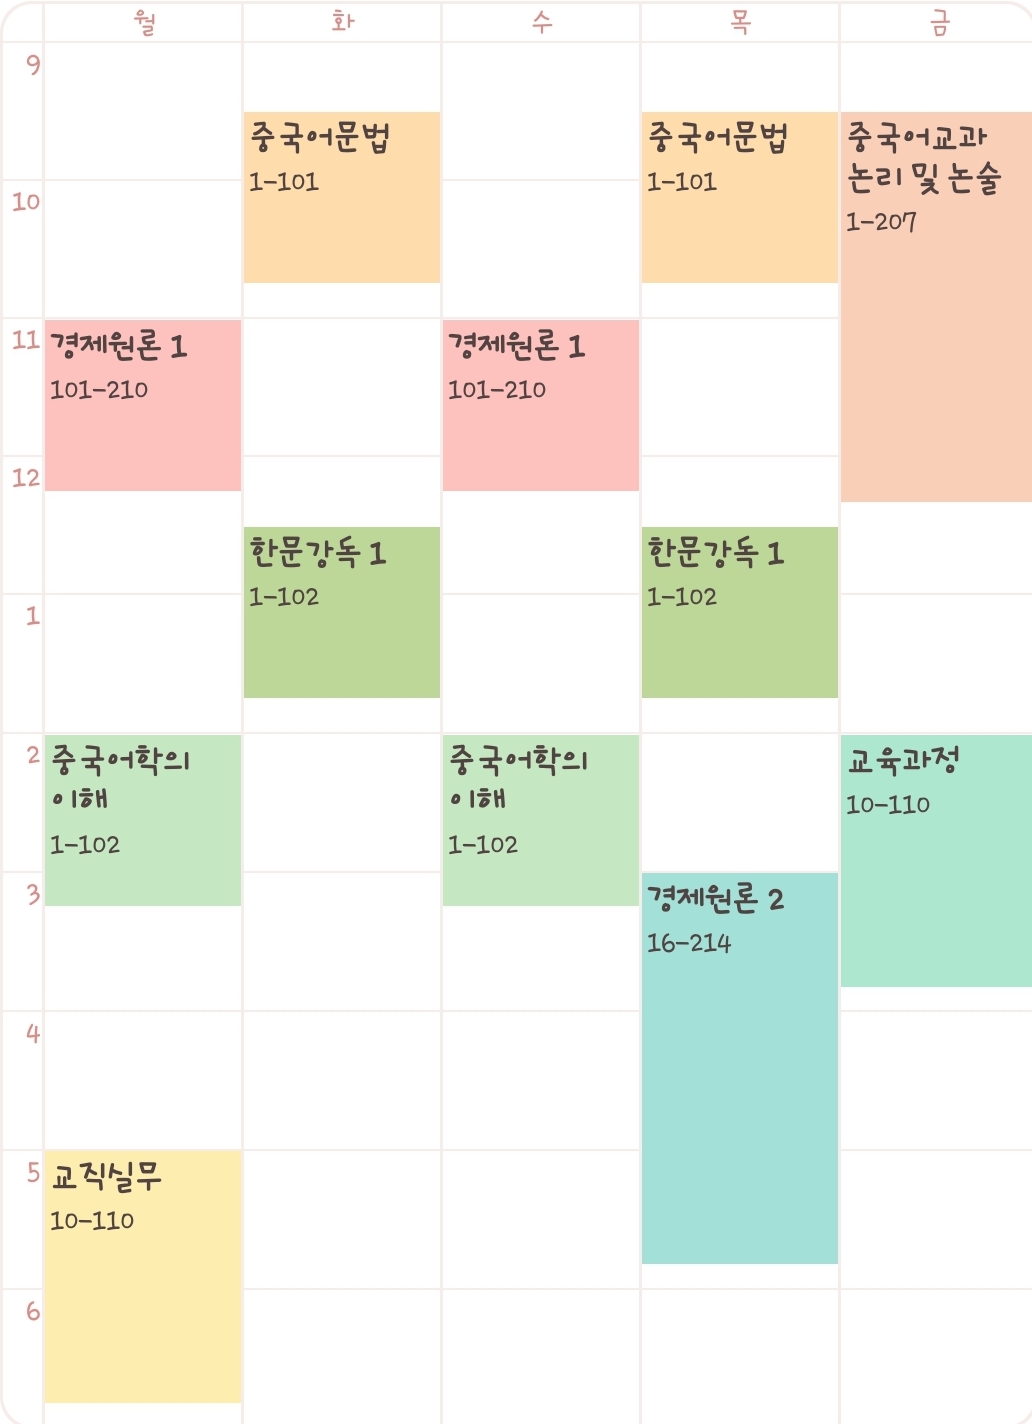 월 화 수 목 금
9
중국어문법 중국어문법 중국어교과
논리 및 논술
1-101 1-101 1-207
10
11 경제원론 1 경제원론 1
101-210 101-210
12
한문강독 1 한문강독 1
1-102 1-102
1
2 중국어학의 중국어학의 교육과정
이해 이해 10-110
1-102 1-102
3 경제원론 2
16-214
4
5 교직실무
10-110
6